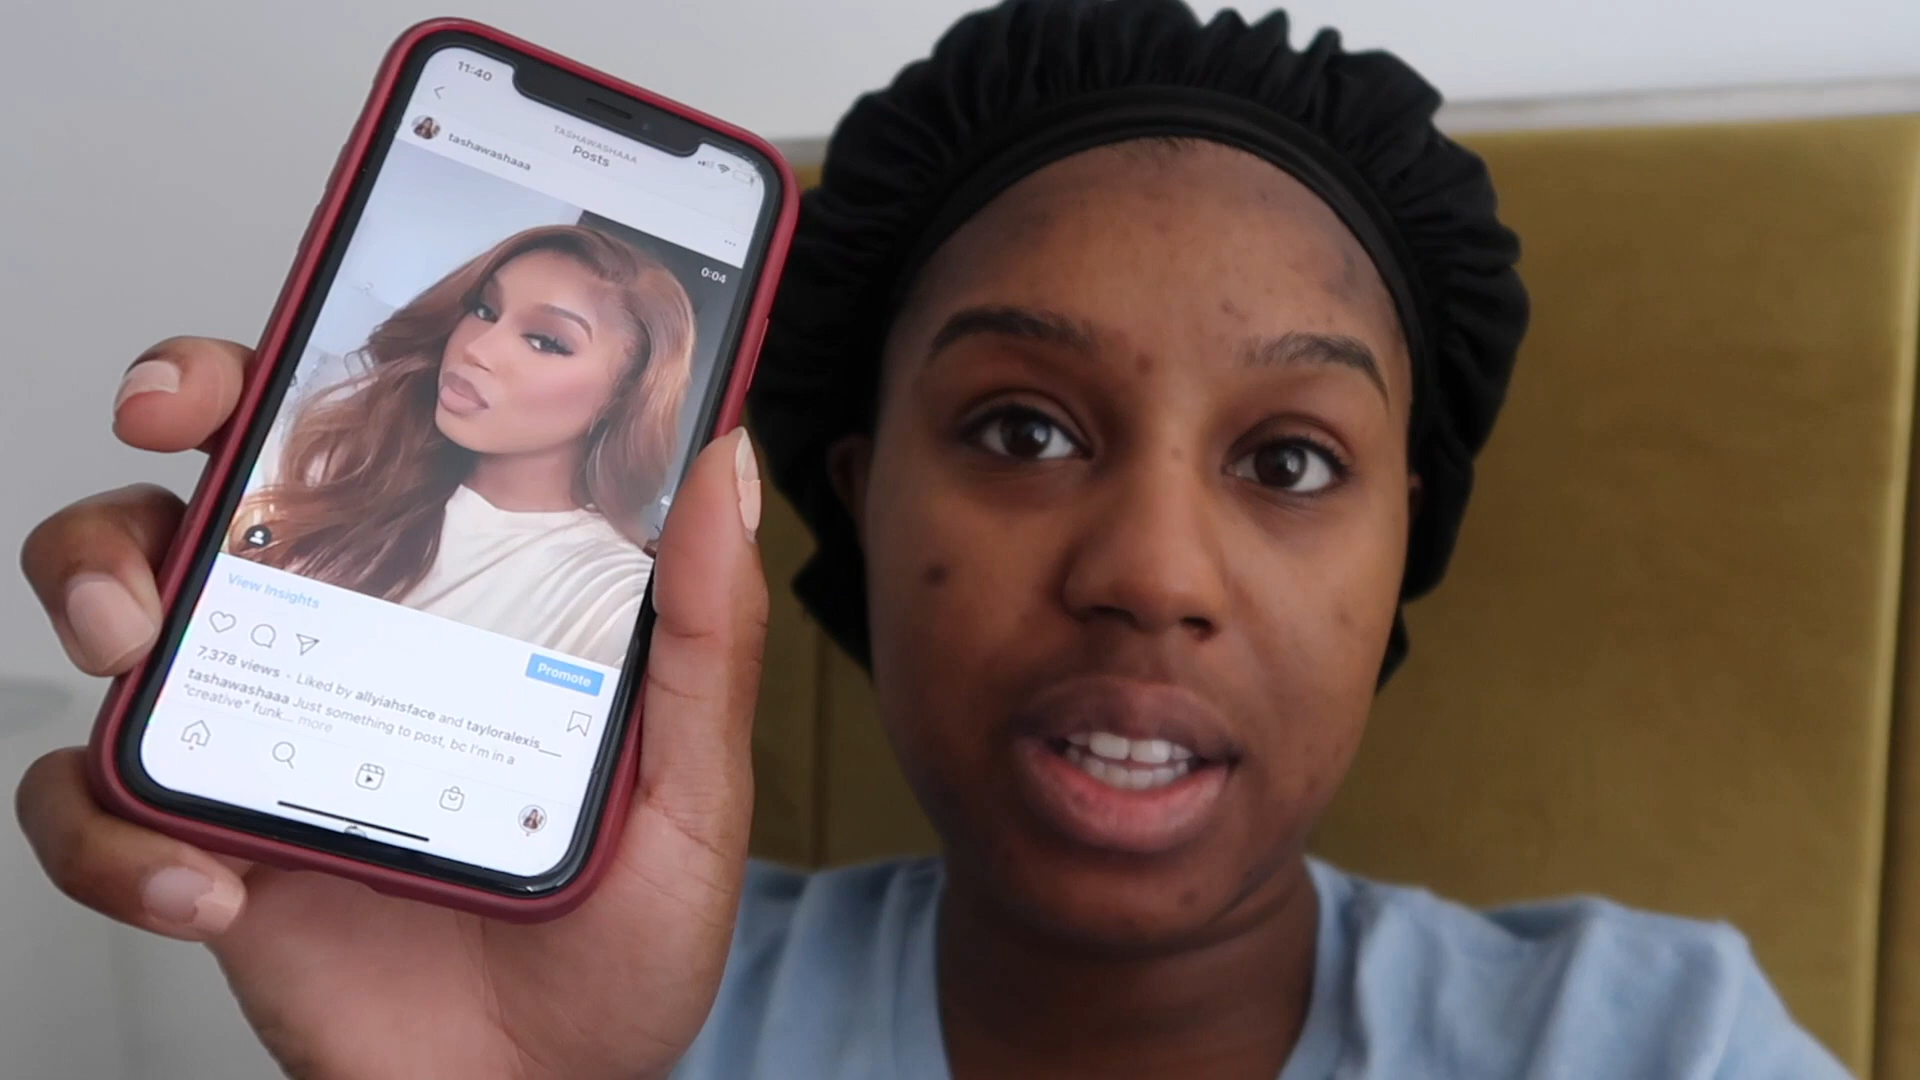 11:40
TASHAWASHAAA
Posts
tashawashaaa
0:04
View Insights
Promote
7,378 views · Liked by allyiahsface and tayloralexis__
tashawashaaa Just something to post, bc I'm in a
"creative" funk... more